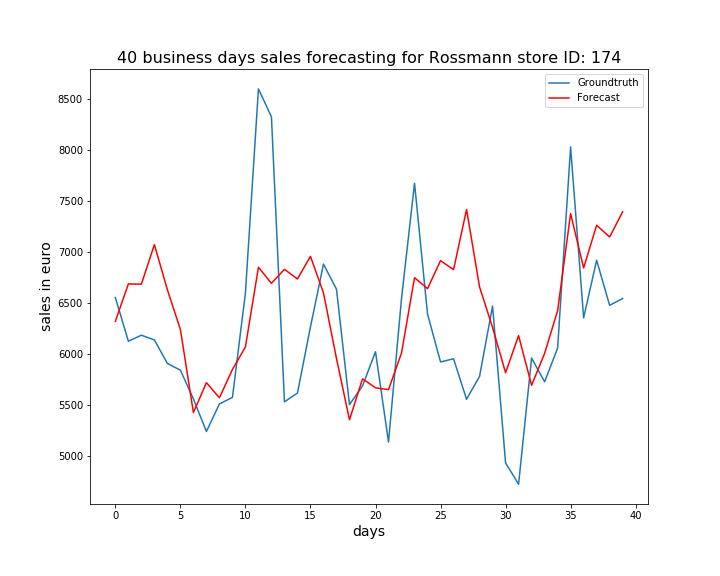 40 business days sales forecasting for Rossmann store ID: 174
Groundtruth
Forecast
8500
8000
7500
7000
6500
6000
5500
5000
sales in euro
0 5 10 15 20 25 30 35 40
days